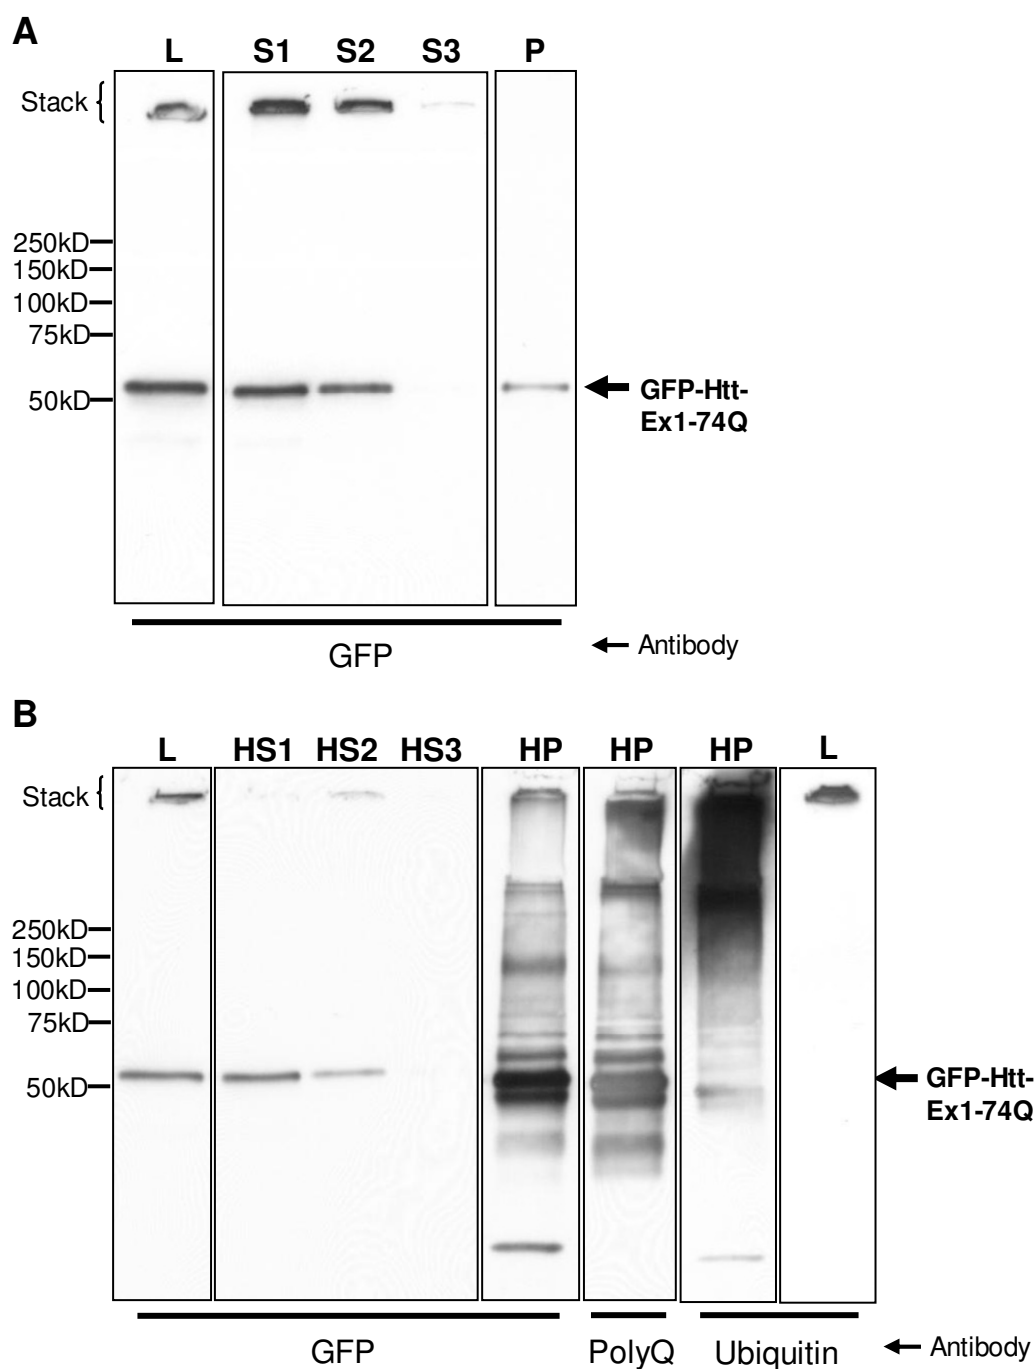 A
L S1 S2 S3 P
Stack {
250kD
150kD
100kD
75kD
50kD
GFP-Htt-
Ex1-74Q
GFP
Antibody
B
L HS1 HS2 HS3 HP HP HP L
Stack {
250kD
150kD
100kD
75kD
50kD
GFP-Htt-
Ex1-74Q
GFP PolyQ Ubiquitin Antibody